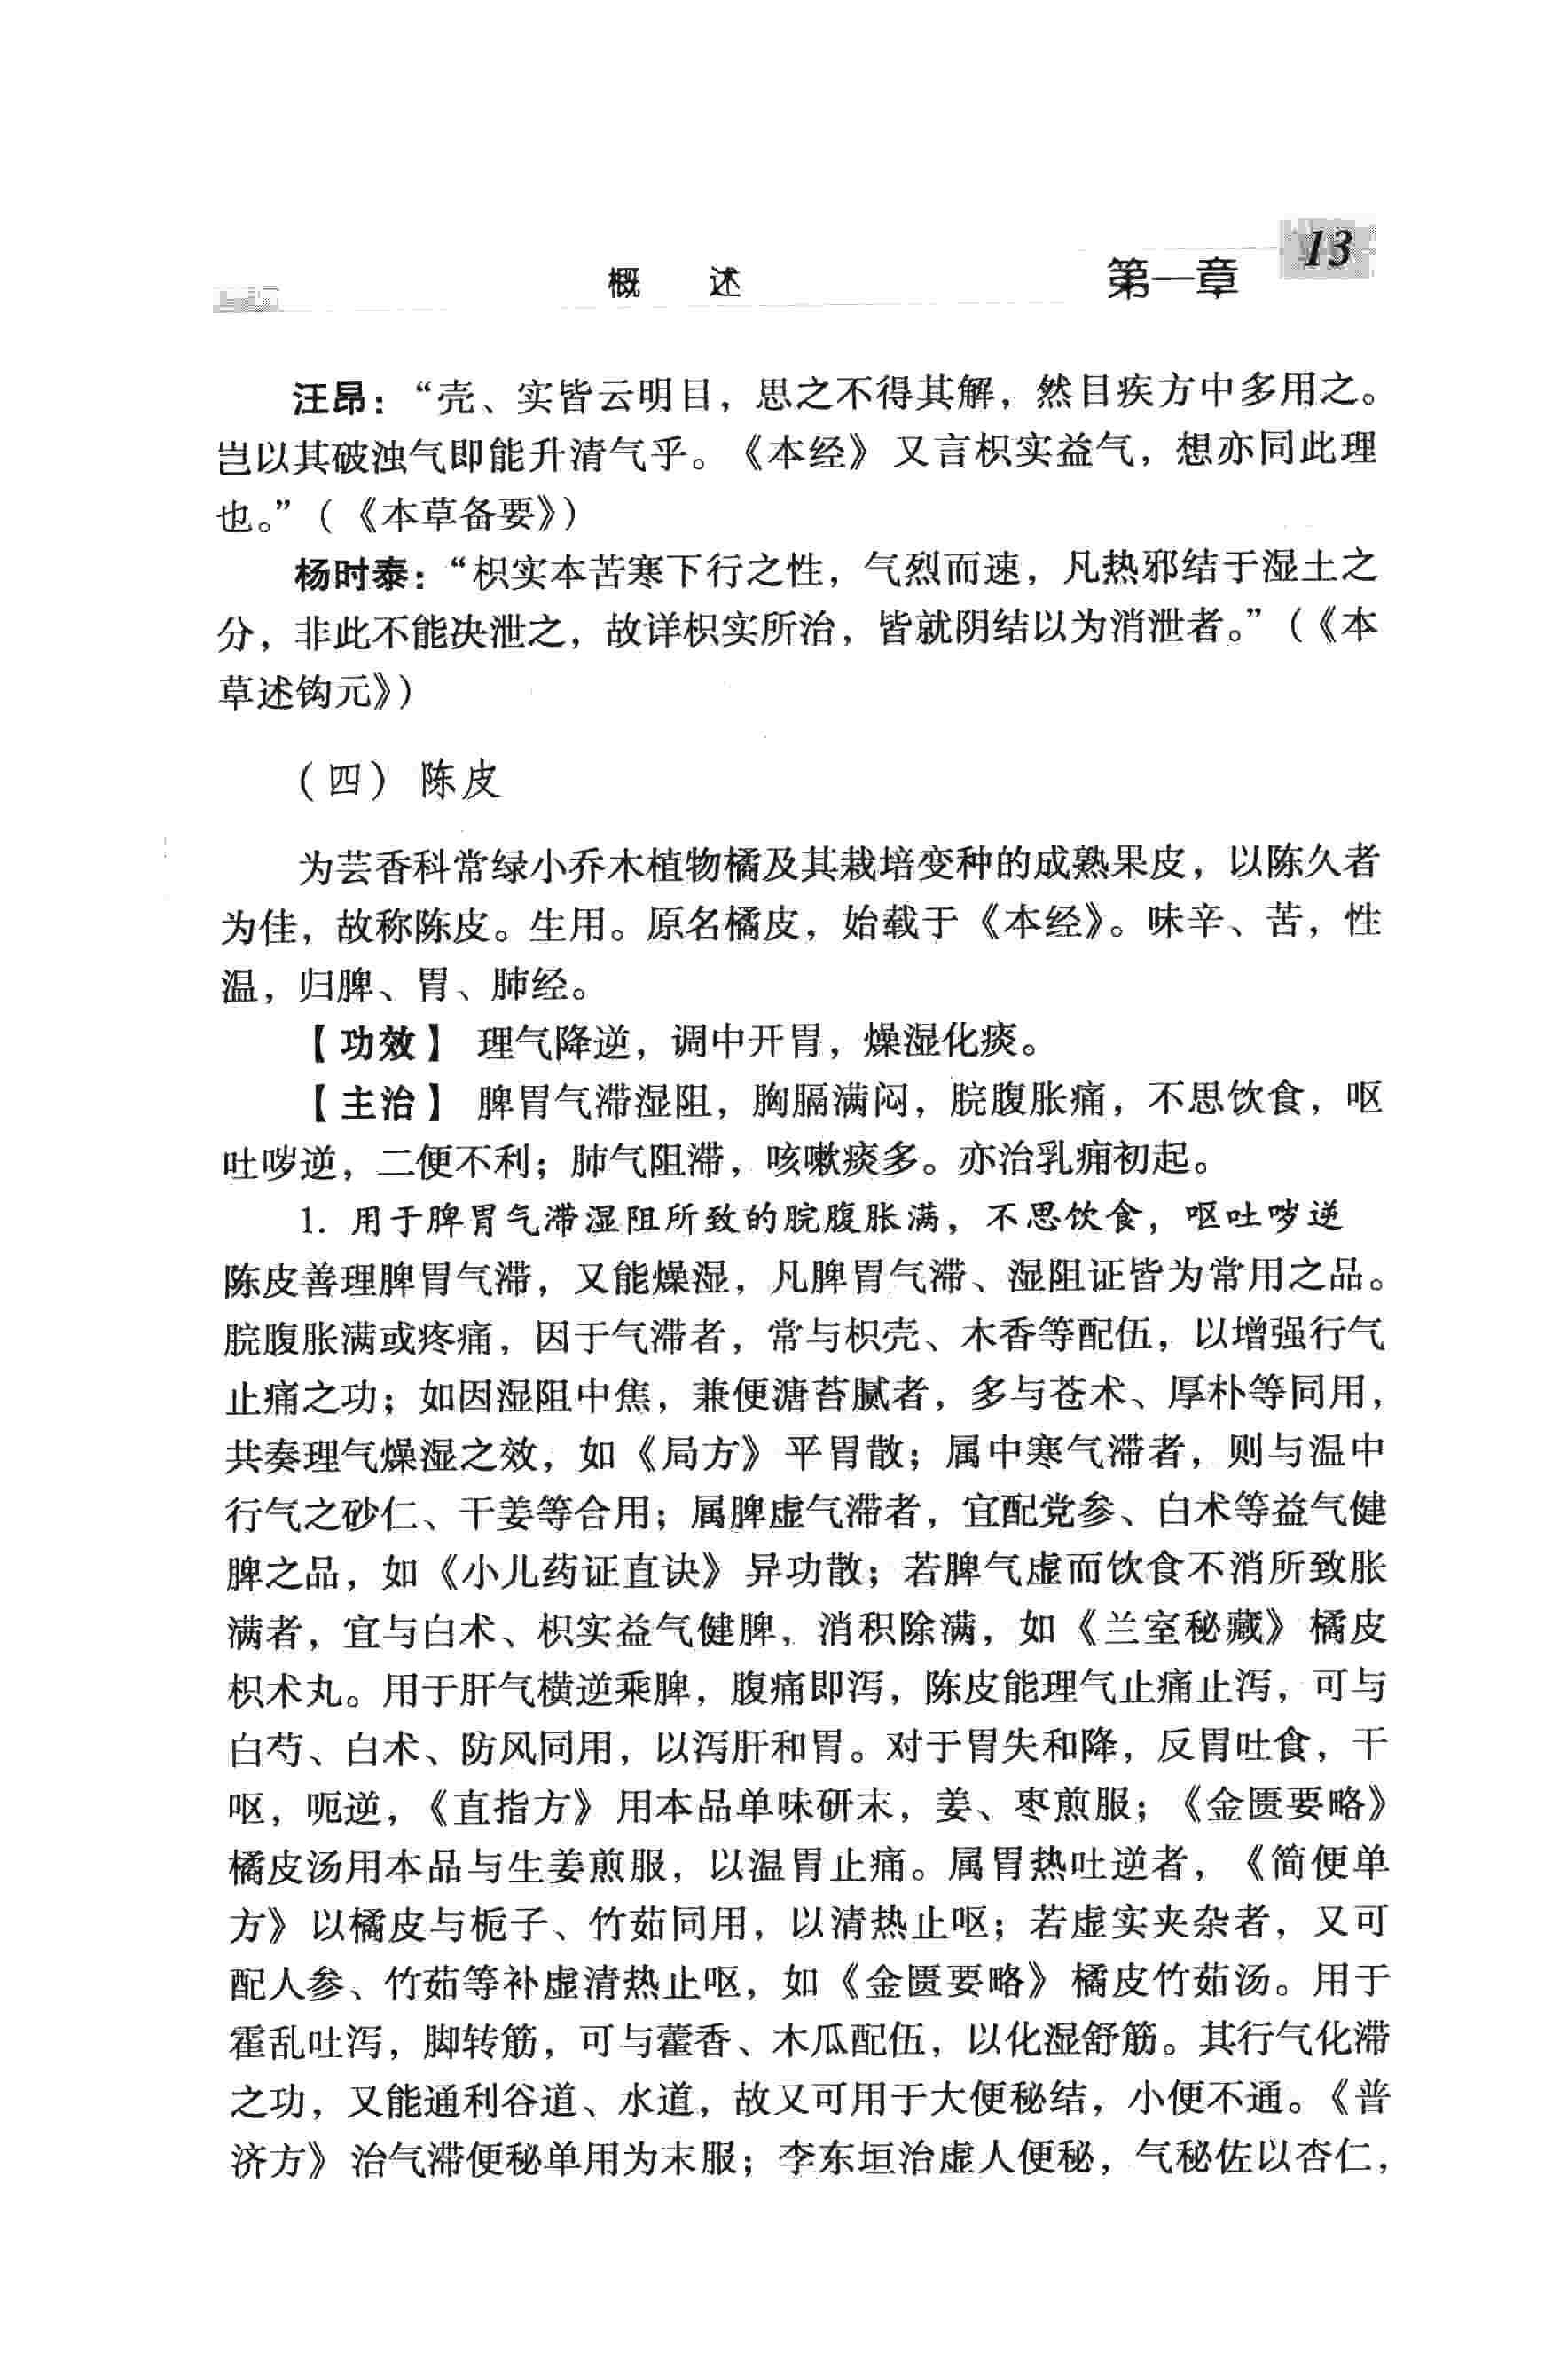 概 述 第一章 13
汪昂：“壳、实皆云明目，思之不得其解，然目疾方中多用之。
岂以其破浊气即能升清气乎。《本经》又言枳实益气，想亦同此理
也。”（《本草备要》）
杨时泰：“枳实本苦寒下行之性，气烈而速，凡热邪结于湿土之
分，非此不能决泄之，故详枳实所治，皆就阴结以为消泄者。”（《本
草述钩元》）
（四）陈皮
为芸香科常绿小乔木植物橘及其栽培变种的成熟果皮，以陈久者
为佳，故称陈皮。生用。原名橘皮，始载于《本经》。味辛、苦，性
温，归脾、胃、肺经。
【功效】 理气降逆，调中开胃，燥湿化痰。
【主治】 脾胃气滞湿阻，胸膈满闷，脘腹胀痛，不思饮食，呕
吐哕逆，二便不利；肺气阻滞，咳嗽痰多。亦治乳痈初起。
1. 用于脾胃气滞湿阻所致的脘腹胀满，不思饮食，呕吐哕逆
陈皮善理脾胃气滞，又能燥湿，凡脾胃气滞、湿阻证皆为常用之品。
脘腹胀满或疼痛，因于气滞者，常与枳壳、木香等配伍，以增强行气
止痛之功；如因湿阻中焦，兼便溏苔腻者，多与苍术、厚朴等同用，
共奏理气燥湿之效，如《局方》平胃散；属中寒气滞者，则与温中
行气之砂仁、干姜等合用；属脾虚气滞者，宜配党参、白术等益气健
脾之品，如《小儿药证直诀》异功散；若脾气虚而饮食不消所致胀
满者，宜与白术、枳实益气健脾，消积除满，如《兰室秘藏》橘皮
枳术丸。用于肝气横逆乘脾，腹痛即泻，陈皮能理气止痛止泻，可与
白芍、白术、防风同用，以泻肝和胃。对于胃失和降，反胃吐食，干
呕，呃逆，《直指方》用本品单味研末，姜、枣煎服；《金匮要略》
橘皮汤用本品与生姜煎服，以温胃止痛。属胃热吐逆者，《简便单
方》以橘皮与栀子、竹茹同用，以清热止呕；若虚实夹杂者，又可
配人参、竹茹等补虚清热止呕，如《金匮要略》橘皮竹茹汤。用于
霍乱吐泻，脚转筋，可与藿香、木瓜配伍，以化湿舒筋。其行气化滞
之功，又能通利谷道、水道，故又可用于大便秘结，小便不通。《普
济方》治气滞便秘单用为末服；李东垣治虚人便秘，气秘佐以杏仁，